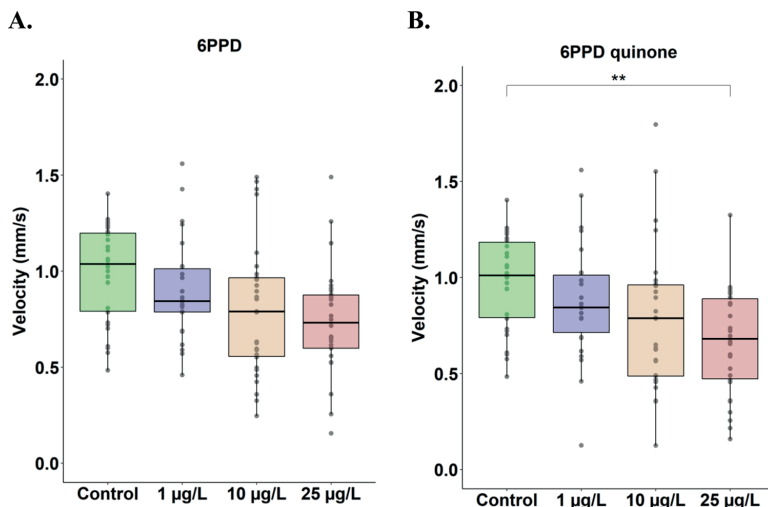 A.
6PPD
Velocity (mm/s)
2.0
1.5
1.0
0.5
0.0
Control 1 µg/L 10 µg/L 25 µg/L
B.
6PPD quinone
**
Velocity (mm/s)
2.0
1.5
1.0
0.5
0.0
Control 1 µg/L 10 µg/L 25 µg/L